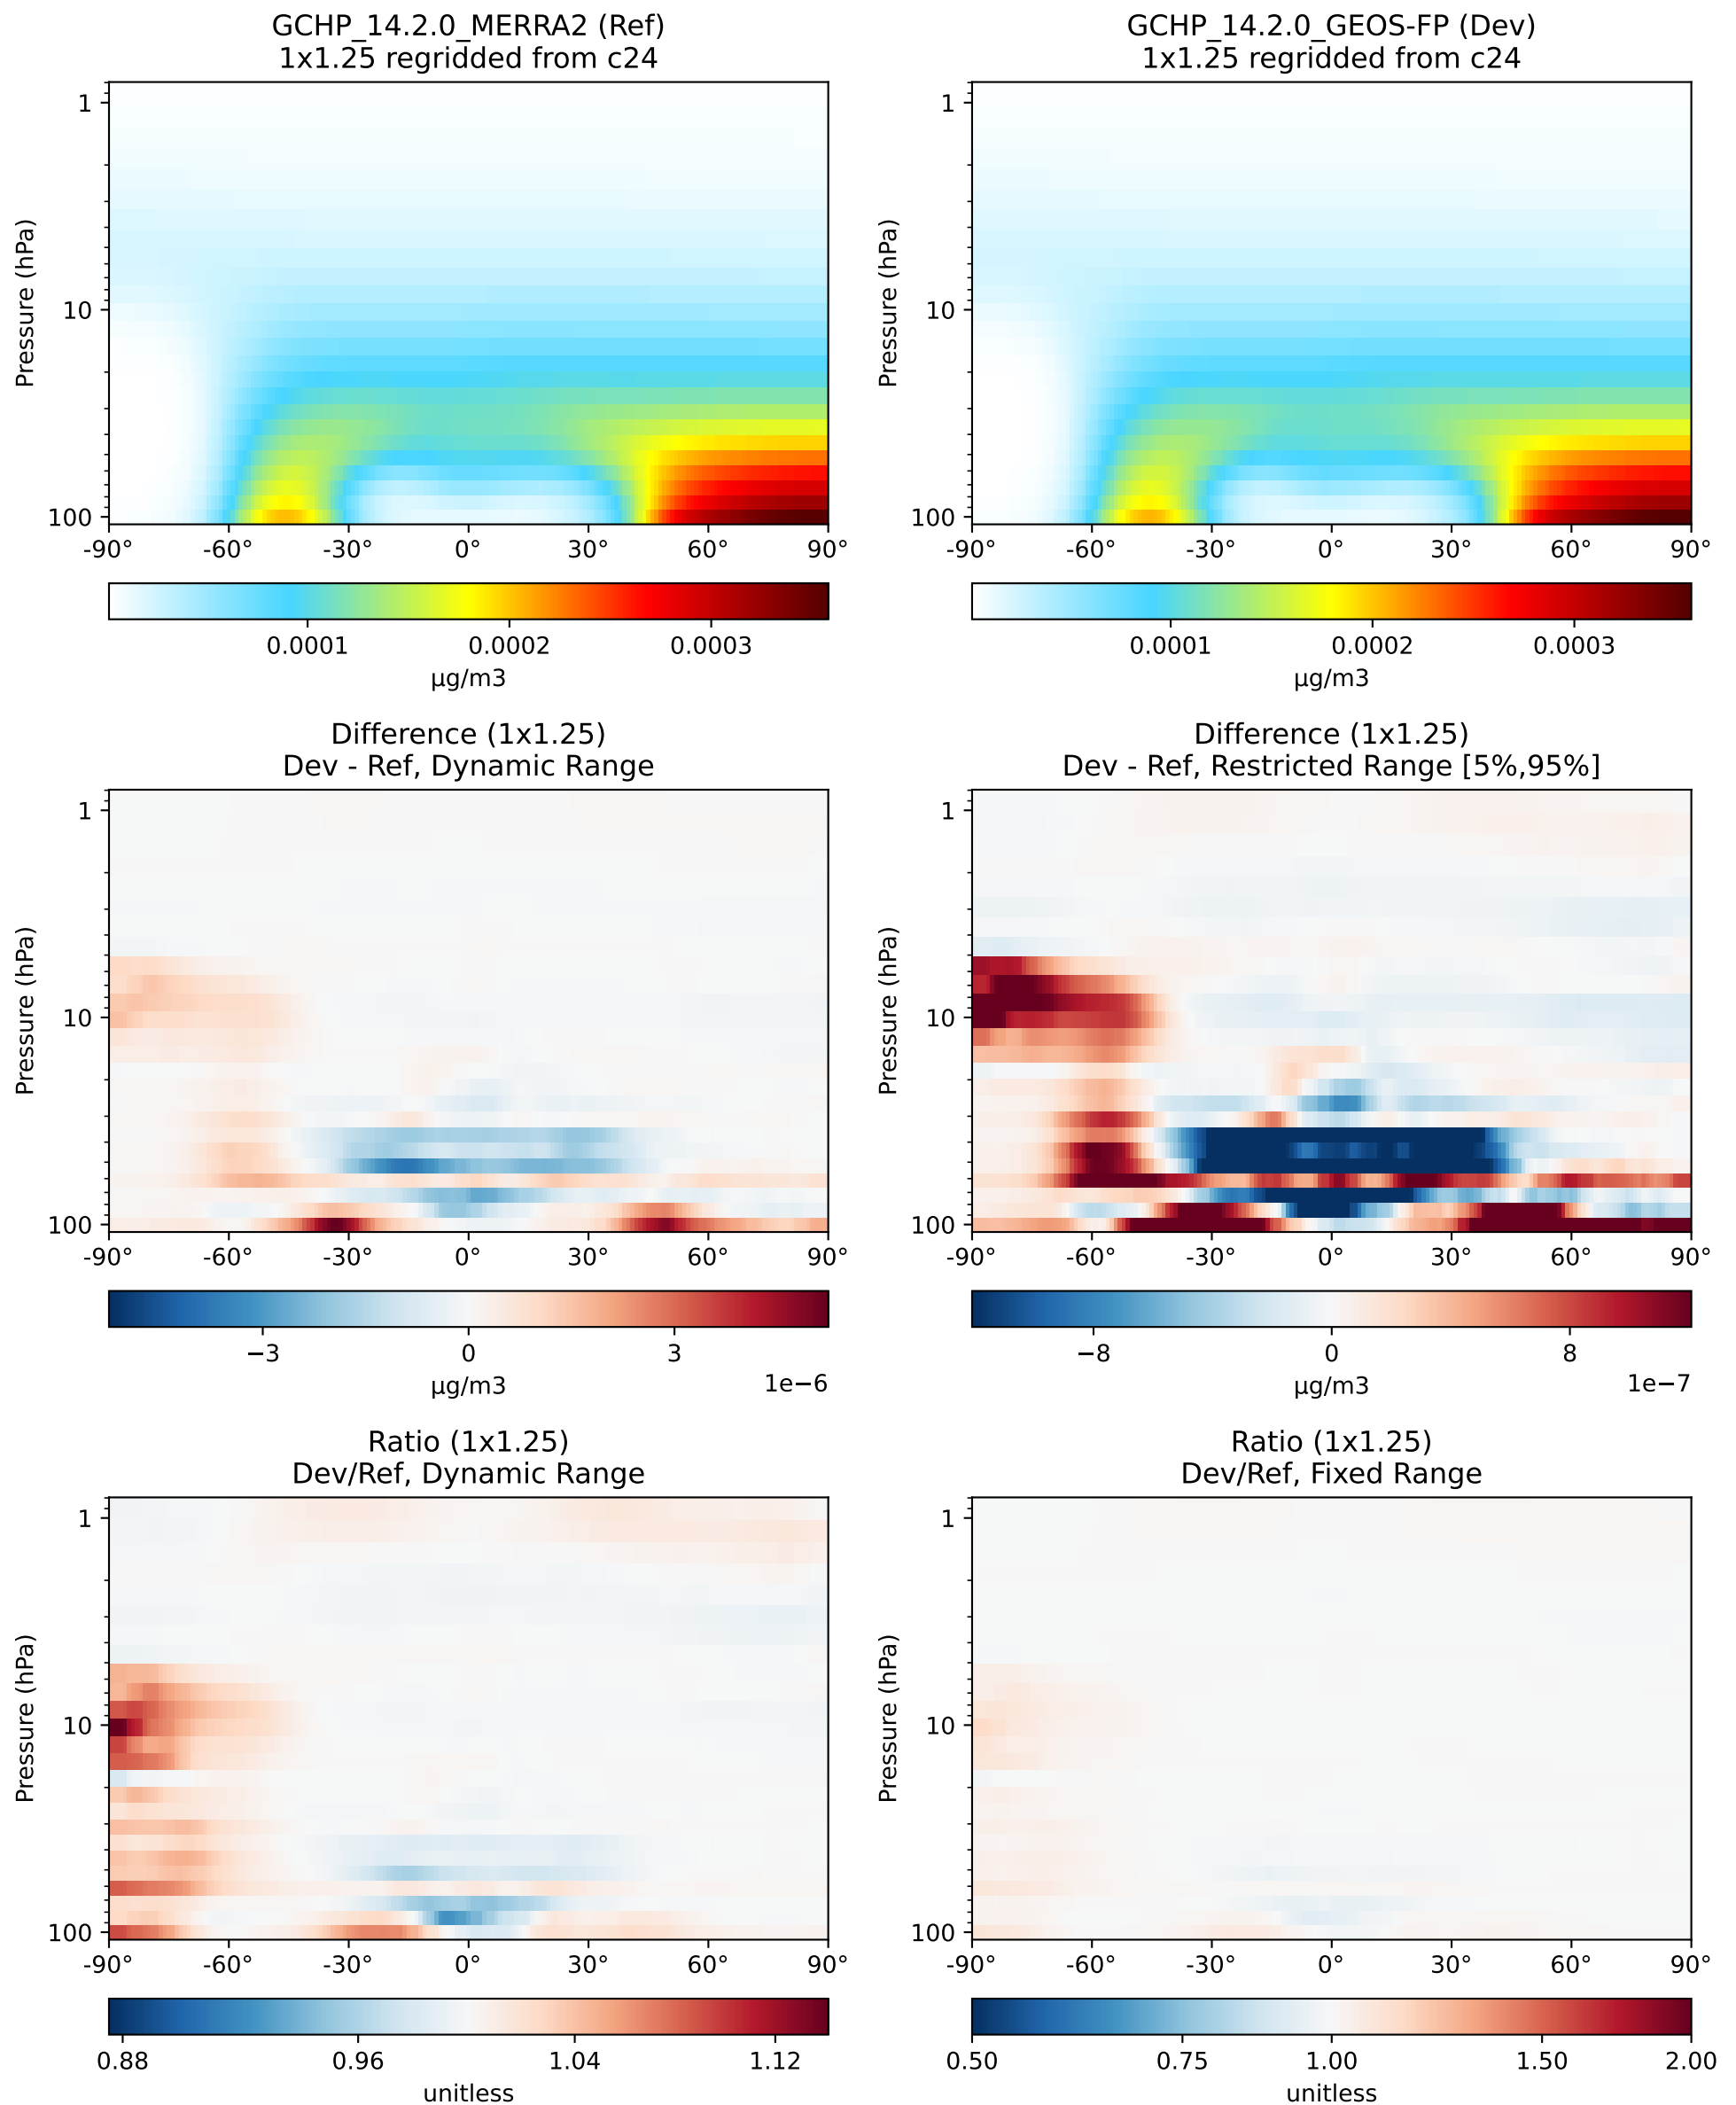 GCHP_14.2.0_MERRA2 (Ref)
1x1.25 regridded from c24
Pressure (hPa)
1
10
100
-90° -60° -30° 0° 30° 60° 90°
0.0001 0.0002 0.0003
μg/m3
GCHP_14.2.0_GEOS-FP (Dev)
1x1.25 regridded from c24
Pressure (hPa)
1
10
100
-90° -60° -30° 0° 30° 60° 90°
0.0001 0.0002 0.0003
μg/m3
Difference (1x1.25)
Dev - Ref, Dynamic Range
Pressure (hPa)
1
10
100
-90° -60° -30° 0° 30° 60° 90°
−3 0 3
μg/m3
1e−6
Difference (1x1.25)
Dev - Ref, Restricted Range [5%,95%]
Pressure (hPa)
1
10
100
-90° -60° -30° 0° 30° 60° 90°
−8 0 8
μg/m3
1e−7
Ratio (1x1.25)
Dev/Ref, Dynamic Range
Pressure (hPa)
1
10
100
-90° -60° -30° 0° 30° 60° 90°
0.88 0.96 1.04 1.12
unitless
Ratio (1x1.25)
Dev/Ref, Fixed Range
Pressure (hPa)
1
10
100
-90° -60° -30° 0° 30° 60° 90°
0.50 0.75 1.00 1.50 2.00
unitless